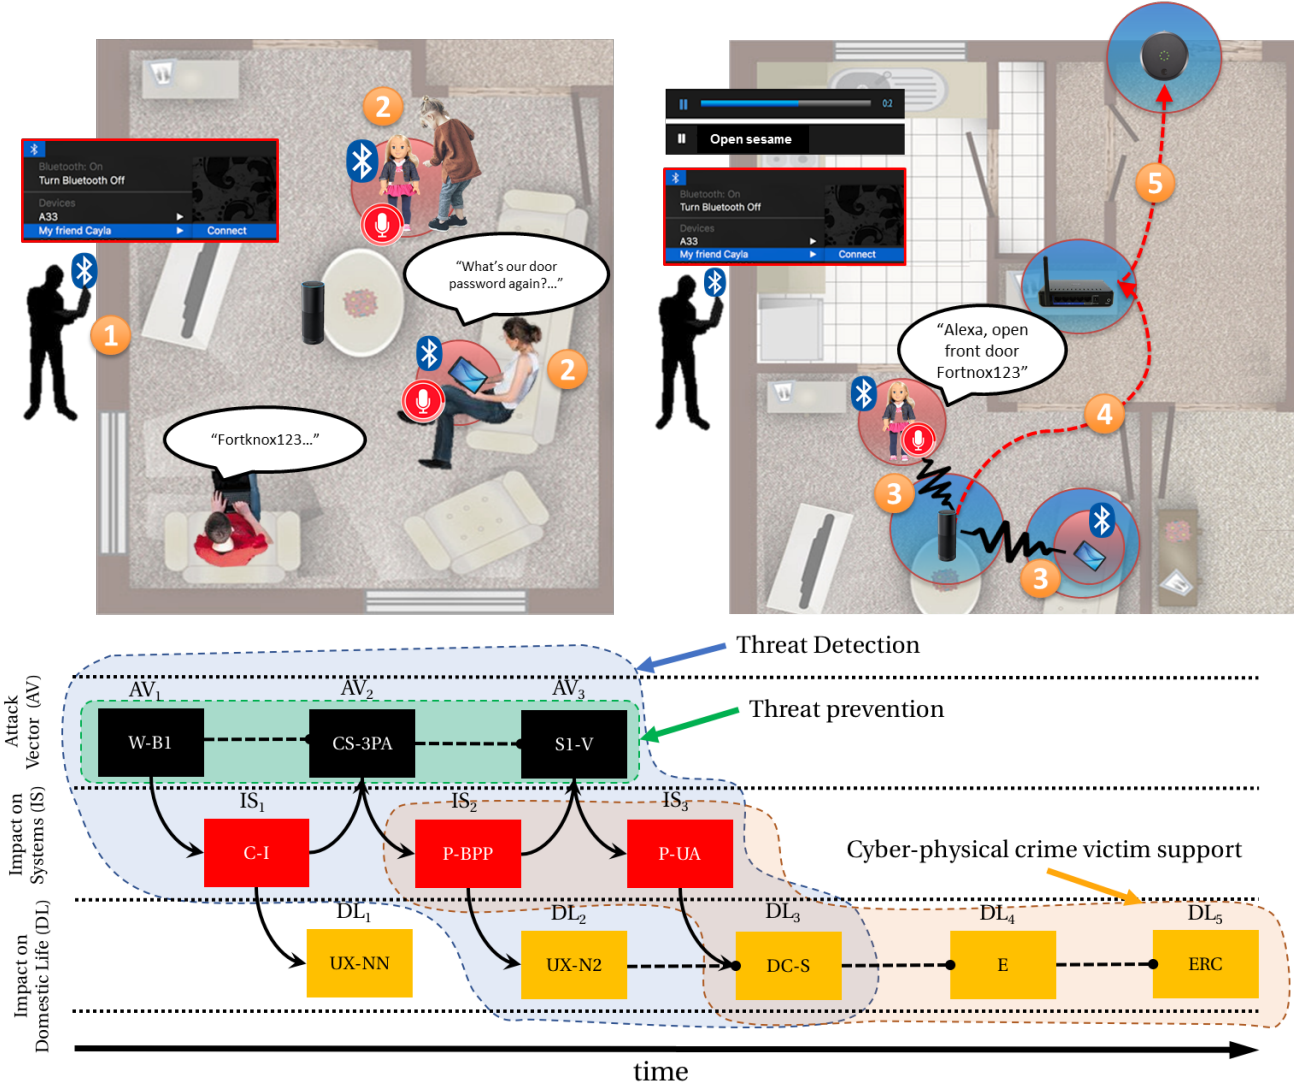 Bluetooth: On
Turn Bluetooth Off
Devices
A33
My friend Cayla
Connect
1
2
“What’s our door
password again?...”
2
“Fortknox123...”
0:2
Open sesame
Bluetooth: On
Turn Bluetooth Off
Devices
A33
My friend Cayla
Connect
“Alexa, open
front door
Fortnox123”
3
3
4
5
Threat Detection
Threat prevention
Cyber-physical crime victim support
Attack
Vector (AV)
AV1
AV2
AV3
W-B1
CS-3PA
S1-V
Impact on
Systems (IS)
IS1
IS2
IS3
C-I
P-BPP
P-UA
Impact on
Domestic Life (DL)
DL1
DL2
DL3
DL4
DL5
UX-NN
UX-N2
DC-S
E
ERC
time